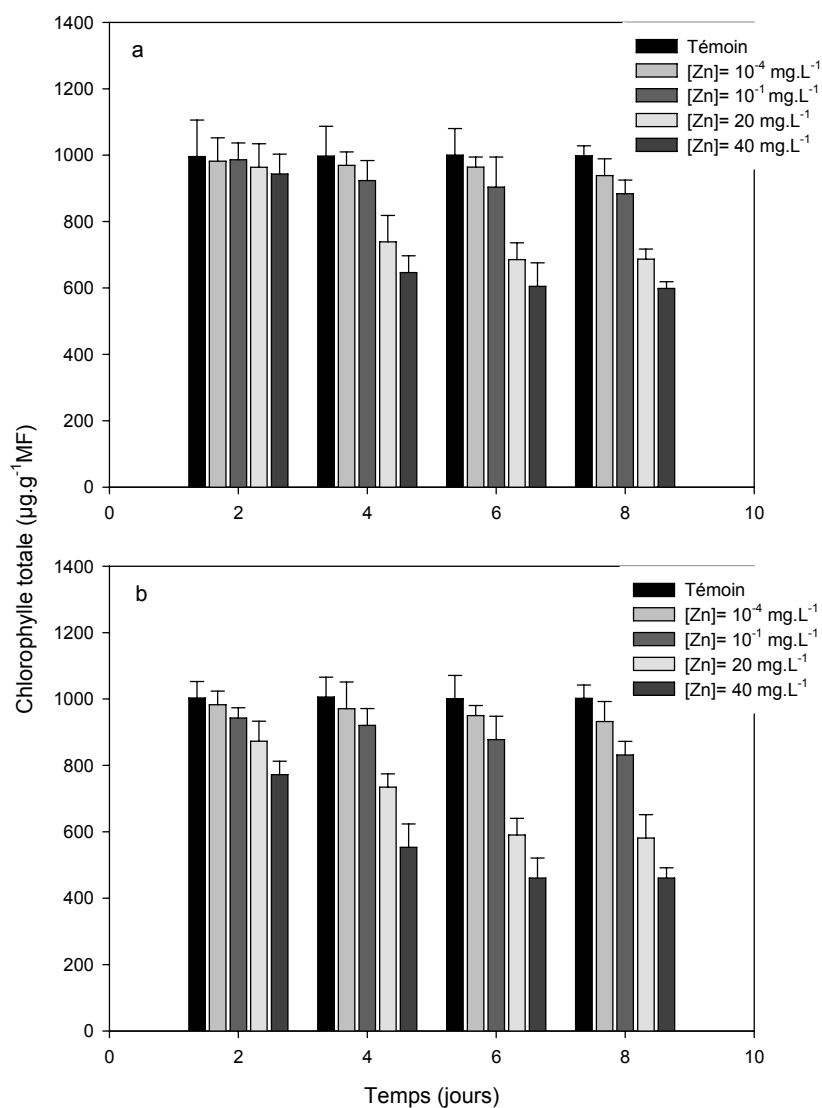 1400
1200
1000
800
600
400
200
0
a
Témoin
[Zn]= 10⁻⁴ mg.L⁻¹
[Zn]= 10⁻¹ mg.L⁻¹
[Zn]= 20 mg.L⁻¹
[Zn]= 40 mg.L⁻¹
0 2 4 6 8 10
Chlorophylle totale (µg.g⁻¹MF)
1400
1200
1000
800
600
400
200
0
b
Témoin
[Zn]= 10⁻⁴ mg.L⁻¹
[Zn]= 10⁻¹ mg.L⁻¹
[Zn]= 20 mg.L⁻¹
[Zn]= 40 mg.L⁻¹
0 2 4 6 8 10
Temps (jours)